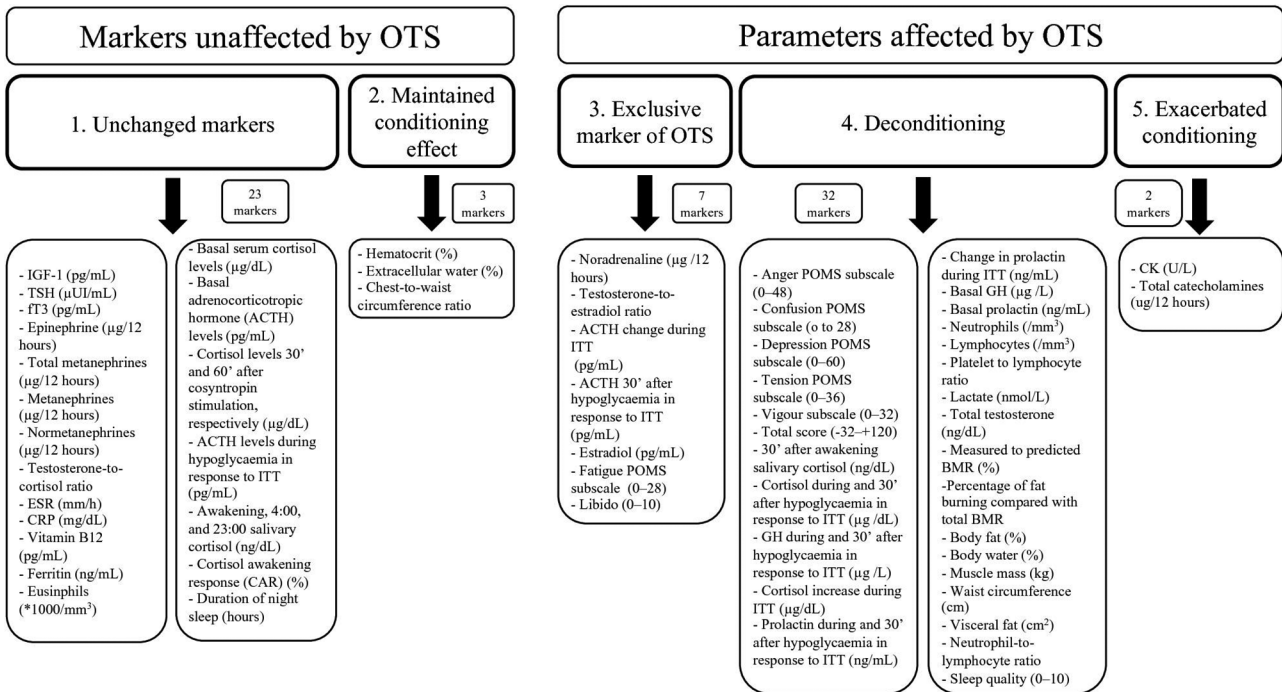 Markers unaffected by OTS
Parameters affected by OTS
1. Unchanged markers
2. Maintained
conditioning
effect
3. Exclusive
marker of OTS
4. Deconditioning
5. Exacerbated
conditioning
23
markers
3
markers
7
markers
32
markers
2
markers
- IGF-1 (pg/mL)
- TSH (µUI/mL)
- fT3 (pg/mL)
- Epinephrine (µg/12
hours)
- Total metanephrines
(µg/12 hours)
- Metanephrines
(µg/12 hours)
- Normetanephrines
(µg/12 hours)
- Testosterone-to-
cortisol ratio
- ESR (mm/h)
- CRP (mg/dL)
- Vitamin B12
(pg/mL)
- Ferritin (ng/mL)
- Eusinphils
(*1000/mm³)
- Basal serum cortisol
levels (µg/dL)
- Basal
adrenocorticotropic
hormone (ACTH)
levels (pg/mL)
- Cortisol levels 30’
and 60’ after
cosyntropin
stimulation,
respectively (µg/dL)
- ACTH levels during
hypoglycaemia in
response to ITT
(pg/mL)
- Awakening, 4:00,
and 23:00 salivary
cortisol (ng/dL)
- Cortisol awakening
response (CAR) (%)
- Duration of night
sleep (hours)
- Hematocrit (%)
- Extracellular water (%)
- Chest-to-waist
circumference ratio
- Noradrenaline (µg /12
hours)
- Testosterone-to-
estradiol ratio
- ACTH change during
ITT
(pg/mL)
- ACTH 30’ after
hypoglycaemia in
response to ITT
(pg/mL)
- Estradiol (pg/mL)
- Fatigue POMS
subscale (0–28)
- Libido (0–10)
- Anger POMS subscale
(0–48)
- Confusion POMS
subscale (o to 28)
- Depression POMS
subscale (0–60)
- Tension POMS
subscale (0–36)
- Vigour subscale (0–32)
- Total score (-32–+120)
- 30’ after awakening
salivary cortisol (ng/dL)
- Cortisol during and 30’
after hypoglycaemia in
response to ITT (µg /dL)
- GH during and 30’ after
hypoglycaemia in
response to ITT (µg /L)
- Cortisol increase during
ITT (µg/dL)
- Prolactin during and 30’
after hypoglycaemia in
response to ITT (ng/mL)
- Change in prolactin
during ITT (ng/mL)
- Basal GH (µg /L)
- Basal prolactin (ng/mL)
- Neutrophils (/mm³)
- Lymphocytes (/mm³)
- Platelet to lymphocyte
ratio
- Lactate (nmol/L)
- Total testosterone
(ng/dL)
- Measured to predicted
BMR (%)
-Percentage of fat
burning compared with
total BMR
- Body fat (%)
- Body water (%)
- Muscle mass (kg)
- Waist circumference
(cm)
- Visceral fat (cm²)
- Neutrophil-to-
lymphocyte ratio
- Sleep quality (0–10)
- CK (U/L)
- Total catecholamines
(ug/12 hours)